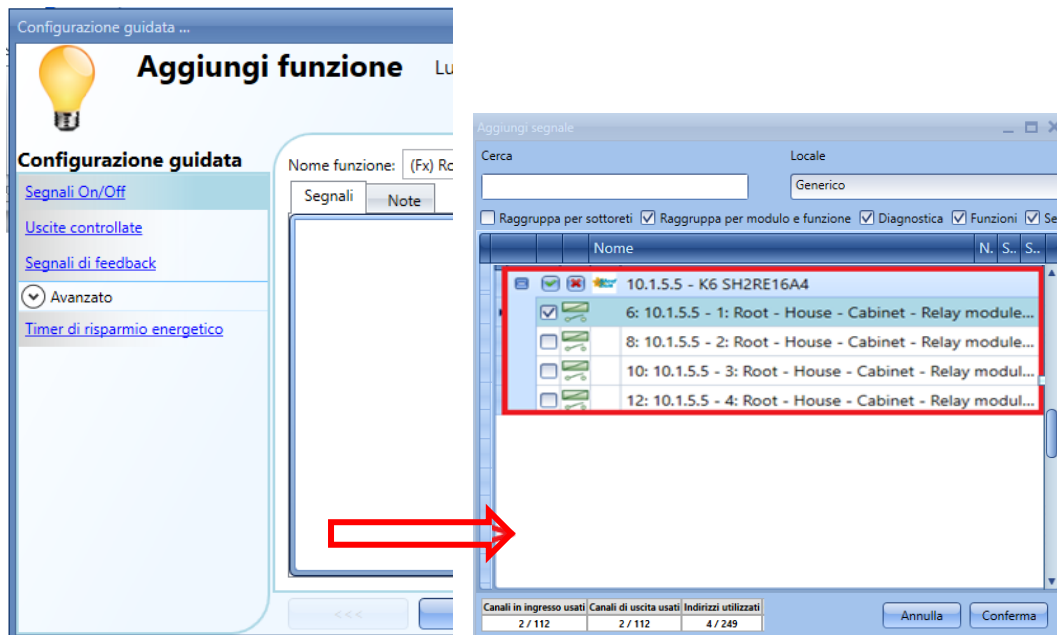 Configurazione guidata ...
Aggiungi funzione Lu
Configurazione guidata
Segnali On/Off
Uscite controllate
Segnali di feedback
Avanzato
Timer di risparmio energetico
Nome funzione: (Fx) Ro
Segnali Note
<<<
Aggiungi segnale
Cerca Locale
Generico
Raggruppa per sottoreti Raggruppa per modulo e funzione Diagnostica Funzioni Se
Nome N. S.. S..
10.1.5.5 - K6 SH2RE16A4
6: 10.1.5.5 - 1: Root - House - Cabinet - Relay module...
8: 10.1.5.5 - 2: Root - House - Cabinet - Relay module...
10: 10.1.5.5 - 3: Root - House - Cabinet - Relay modul...
12: 10.1.5.5 - 4: Root - House - Cabinet - Relay modul...
Canali in ingresso usati Canali di uscita usati Indirizzi utilizzati
2 / 112 2 / 112 4 / 249
Annulla Conferma